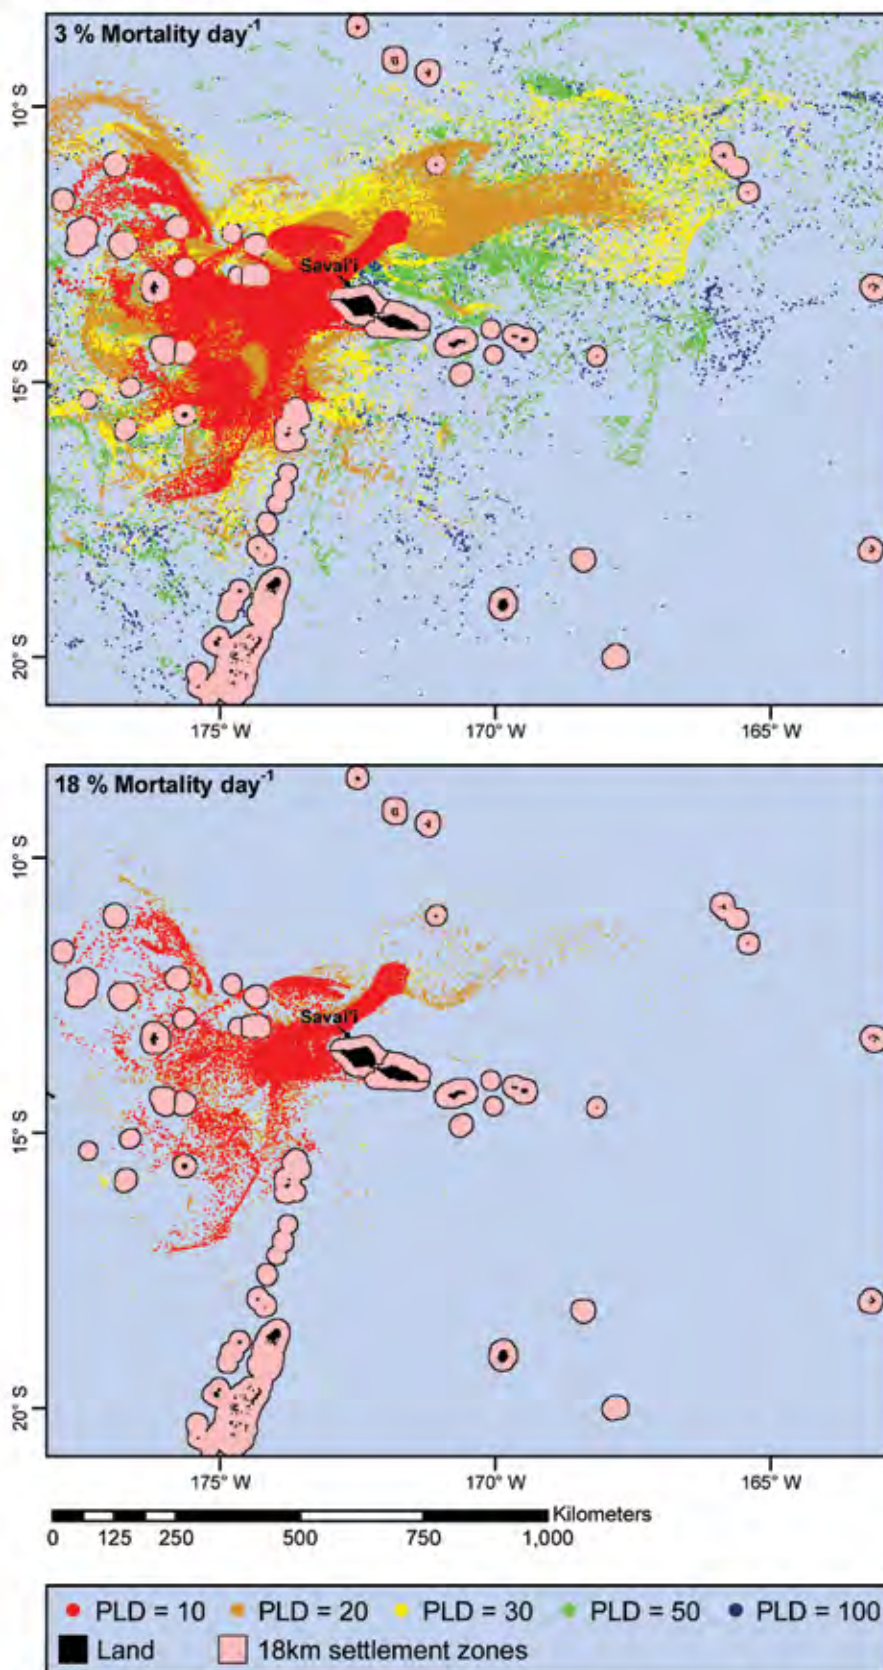 3 % Mortality day-1
10° S
Savai'i
15° S
20° S
175° W 170° W 165° W
18 % Mortality day-1
10° S
Savai'i
15° S
20° S
175° W 170° W 165° W
Kilometers
0 125 250 500 750 1,000
PLD = 10 PLD = 20 PLD = 30 PLD = 50 PLD = 100
Land 18km settlement zones